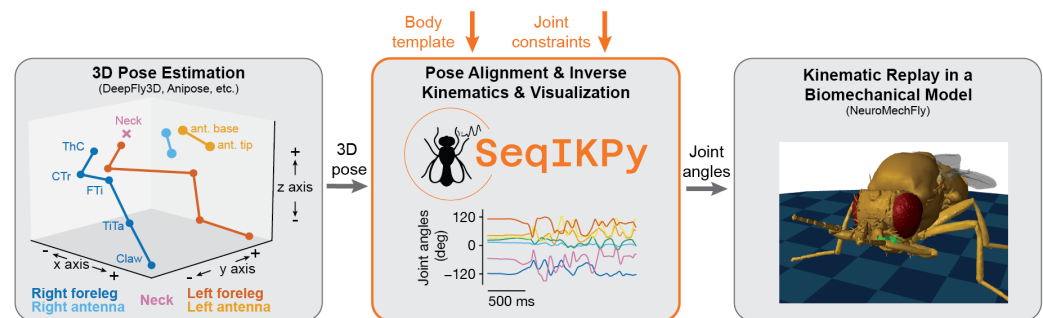 Body
template
Joint
constraints
3D Pose Estimation
(DeepFly3D, Anipose, etc.)
Neck
ant. base
ant. tip
ThC
CTr
FTi
TiTa
Claw
+
z axis
-
- x axis +
- y axis +
Right foreleg
Right antenna
Neck
Left foreleg
Left antenna
3D
pose
Pose Alignment & Inverse
Kinematics & Visualization
SeqIKPy
Joint angles
(deg)
120
0
−120
500 ms
Joint
angles
Kinematic Replay in a
Biomechanical Model
(NeuroMechFly)